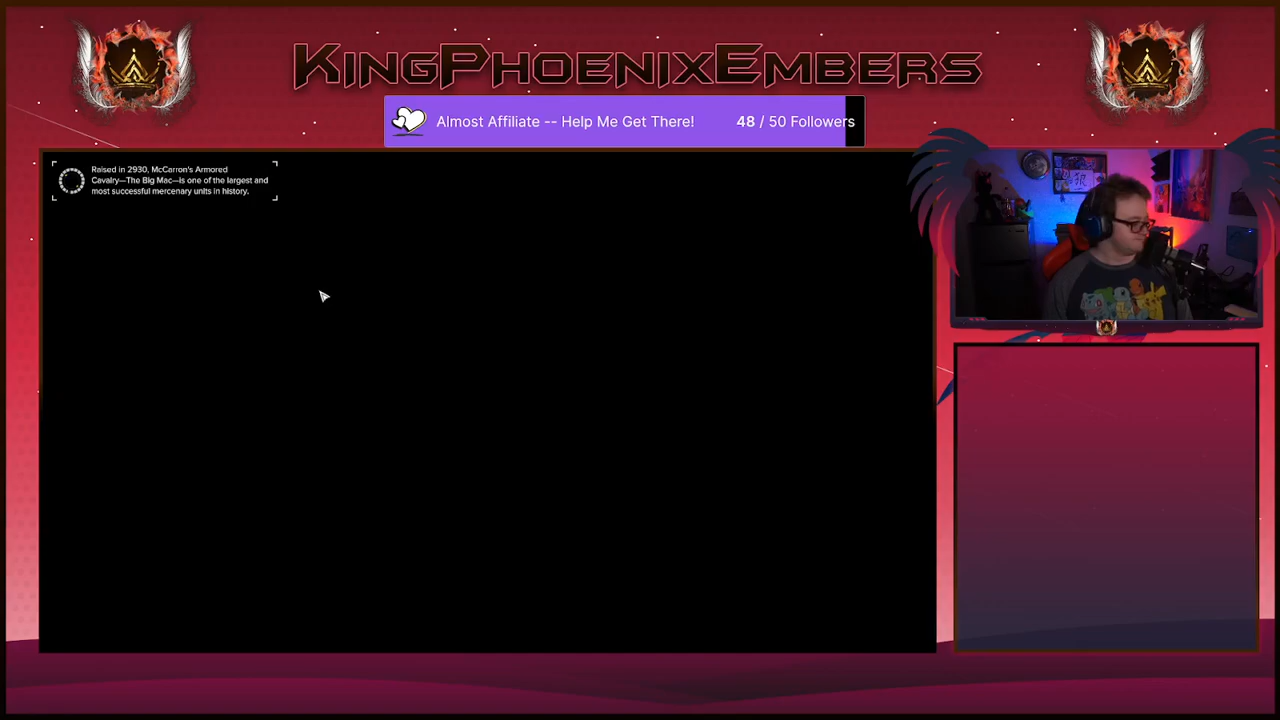 KingPhoenixEmbers
Almost Affiliate -- Help Me Get There! 48 / 50 Followers
Raised in 2930, McCarron's Armored
Cavalry—The Big Mac—is one of the largest and
most successful mercenary units in history.